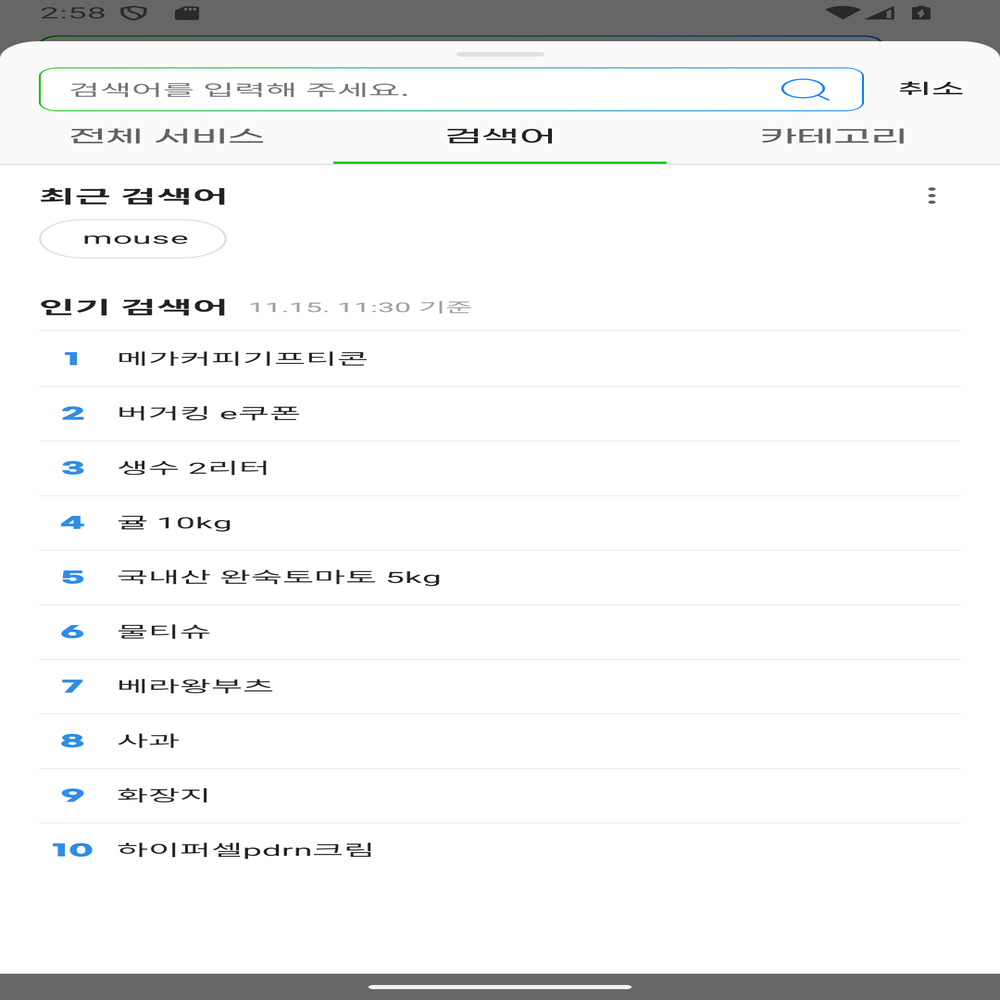 2:58
검색어를 입력해 주세요.
취소
전체 서비스 검색어 카테고리
최근 검색어
mouse
인기 검색어 11.15. 11:30 기준
1 메가커피기프티콘
2 버거킹 e쿠폰
3 생수 2리터
4 귤 10kg
5 국내산 완숙토마토 5kg
6 물티슈
7 베라왕부츠
8 사과
9 화장지
10 하이퍼셀pdrn크림